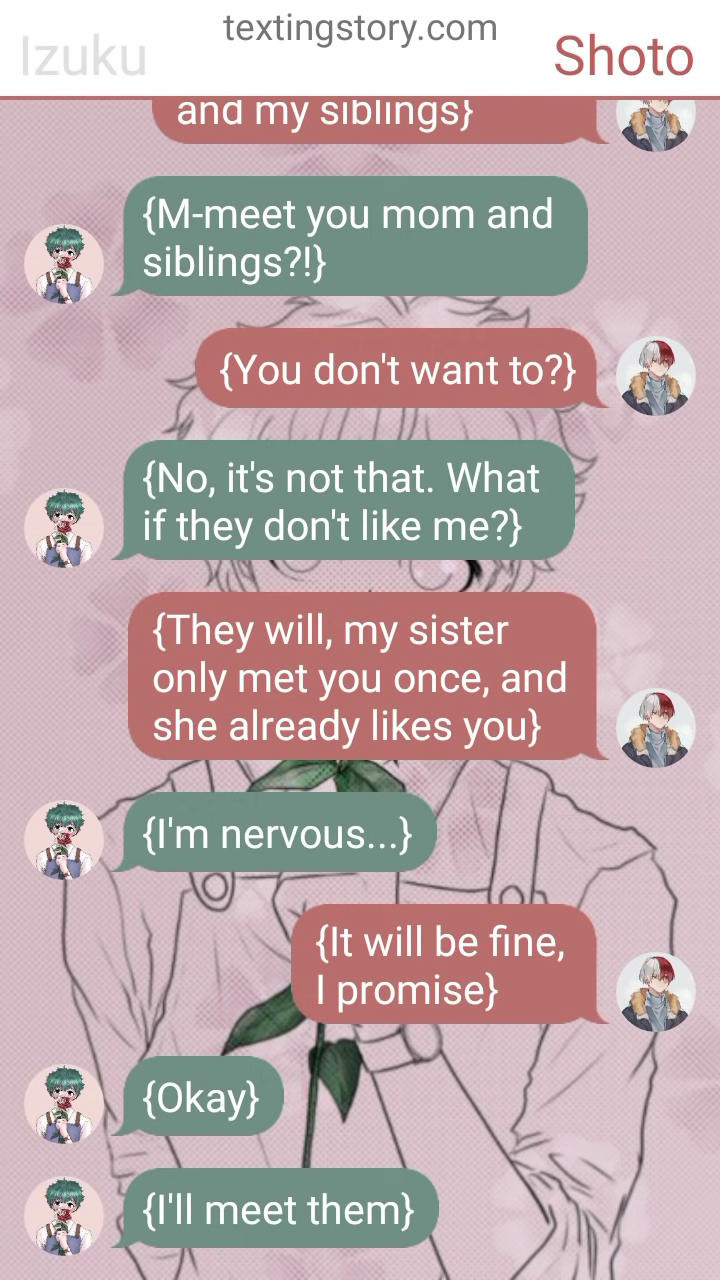 textingstory.com
Izuku
Shoto
and my siblings}
{M-meet you mom and
siblings?!}
{You don't want to?}
{No, it's not that. What
if they don't like me?}
{They will, my sister
only met you once, and
she already likes you}
{I'm nervous...}
{It will be fine,
I promise}
{Okay}
{I'll meet them}